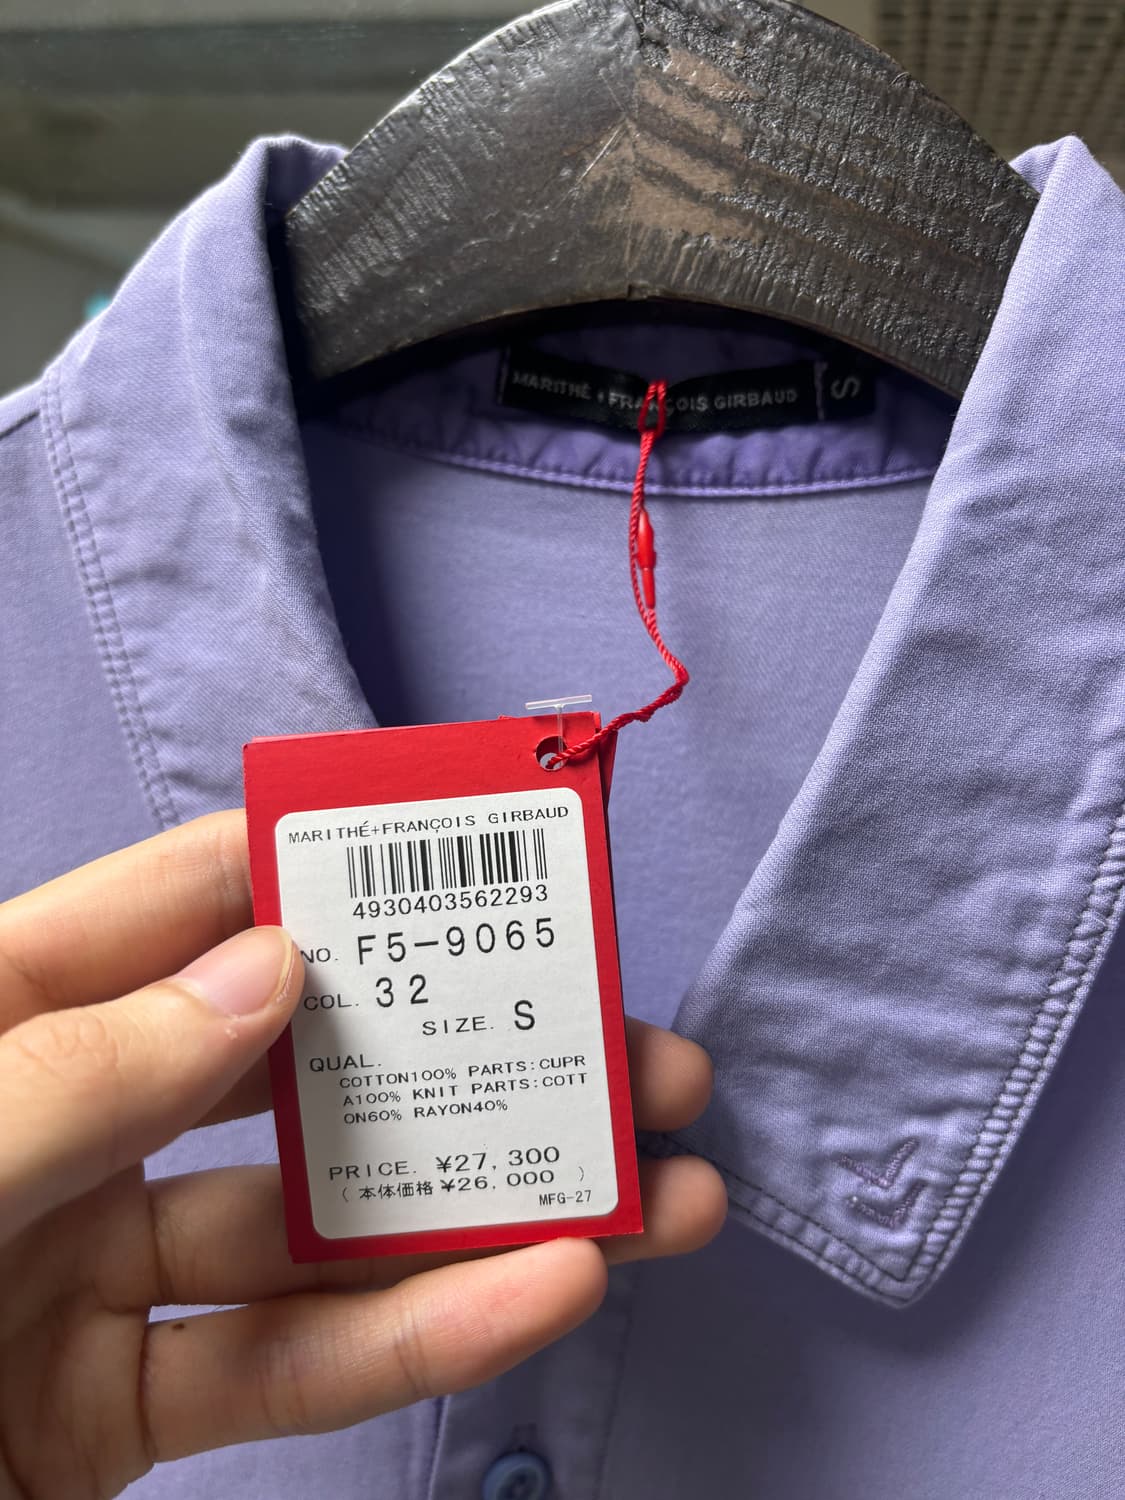 MARITHÉ+FRANÇOIS GIRBAUD S
MARITHÉ+FRANÇOIS GIRBAUD
4930403562293
NO. F5-9065
COL. 32
SIZE. S
QUAL.
COTTON100% PARTS:CUPR
A100% KNIT PARTS:COTT
ON60% RAYON40%
PRICE. ¥27,300
(本体価格¥26,000 )
MFG-27